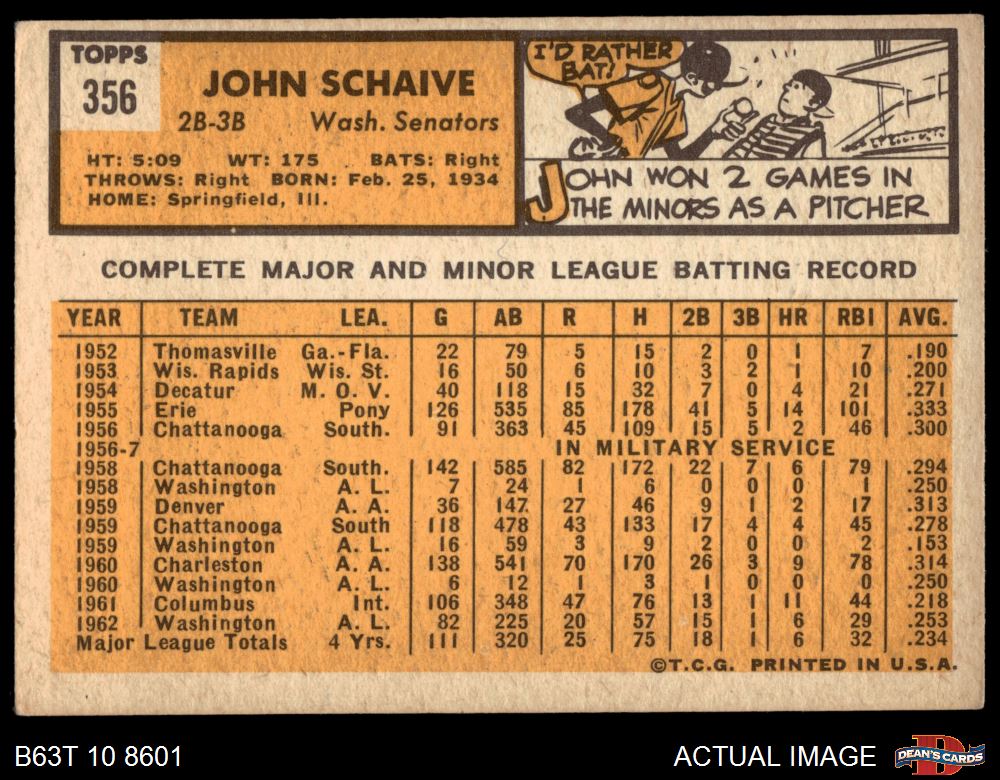 TOPPS
356
JOHN SCHAIVE
2B-3B Wash. Senators
HT: 5:09 WT: 175 BATS: Right
THROWS: Right BORN: Feb. 25, 1934
HOME: Springfield, Ill.
I'D RATHER
BAT!
JOHN WON 2 GAMES IN
THE MINORS AS A PITCHER
COMPLETE MAJOR AND MINOR LEAGUE BATTING RECORD
YEAR TEAM LEA. G AB R H 2B 3B HR RBI AVG.
1952 Thomasville Ga.-Fla. 22 79 5 15 2 0 1 7 .190
1953 Wis. Rapids Wis. St. 16 50 6 10 3 2 1 10 .200
1954 Decatur M. O. V. 40 118 15 32 7 0 4 21 .271
1955 Erie Pony 126 535 85 178 41 5 14 101 .333
1956 Chattanooga South. 91 363 45 109 15 5 2 46 .300
1956-7 IN MILITARY SERVICE
1958 Chattanooga South. 142 585 82 172 22 7 6 79 .294
1958 Washington A. L. 7 24 1 6 0 0 0 1 .250
1959 Denver A. A. 36 147 27 46 9 1 2 17 .313
1959 Chattanooga South 118 478 43 133 17 4 4 45 .278
1959 Washington A. L. 16 59 3 9 2 0 0 2 .153
1960 Charleston A. A. 138 541 70 170 26 3 9 78 .314
1960 Washington A. L. 6 12 1 3 1 0 0 0 .250
1961 Columbus Int. 106 348 47 76 13 1 11 44 .218
1962 Washington A. L. 82 225 20 57 15 1 6 29 .253
Major League Totals 4 Yrs. 111 320 25 75 18 1 6 32 .234
©T.C.G. PRINTED IN U.S.A.
B63T 10 8601 ACTUAL IMAGE DEAN'S CARDS